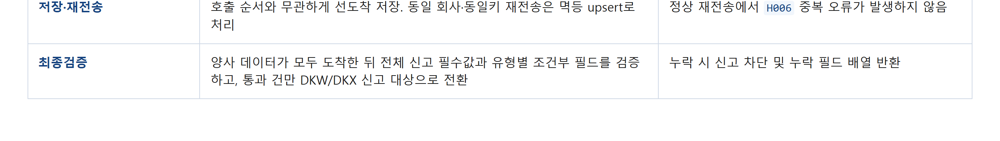 저장·재전송
호출 순서와 무관하게 선도착 저장. 동일 회사·동일키 재전송은 멱등 upsert로
처리
정상 재전송에서 H006 중복 오류가 발생하지 않음
최종검증
양사 데이터가 모두 도착한 뒤 전체 신고 필수값과 유형별 조건부 필드를 검증
하고, 통과 건만 DKW/DKX 신고 대상으로 전환
누락 시 신고 차단 및 누락 필드 배열 반환